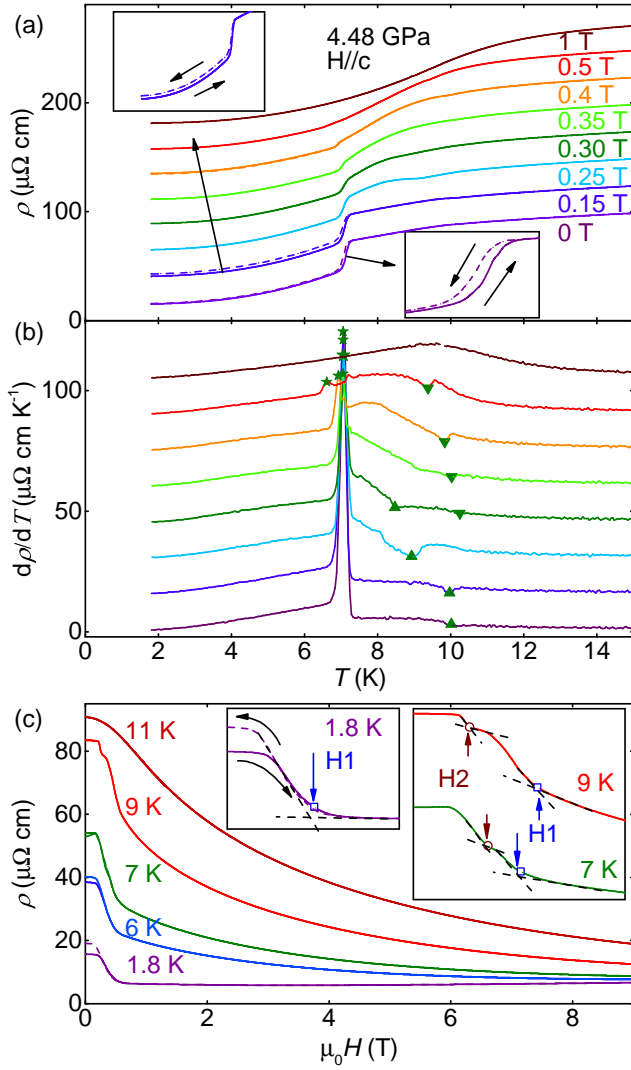 (a)
4.48 GPa
H//c
1 T
0.5 T
0.4 T
0.35 T
0.30 T
0.25 T
0.15 T
0 T
200
100
0
ρ (μΩ cm)
(b)
100
50
0
dρ/dT (μΩ cm K⁻¹)
2 4 6 8 10 12 14
T (K)
(c)
11 K
9 K
7 K
6 K
1.8 K
1.8 K
H1
H2
9 K
H1
7 K
80
60
40
20
0
ρ (μΩ cm)
0 2 4 6 8
μ₀H (T)